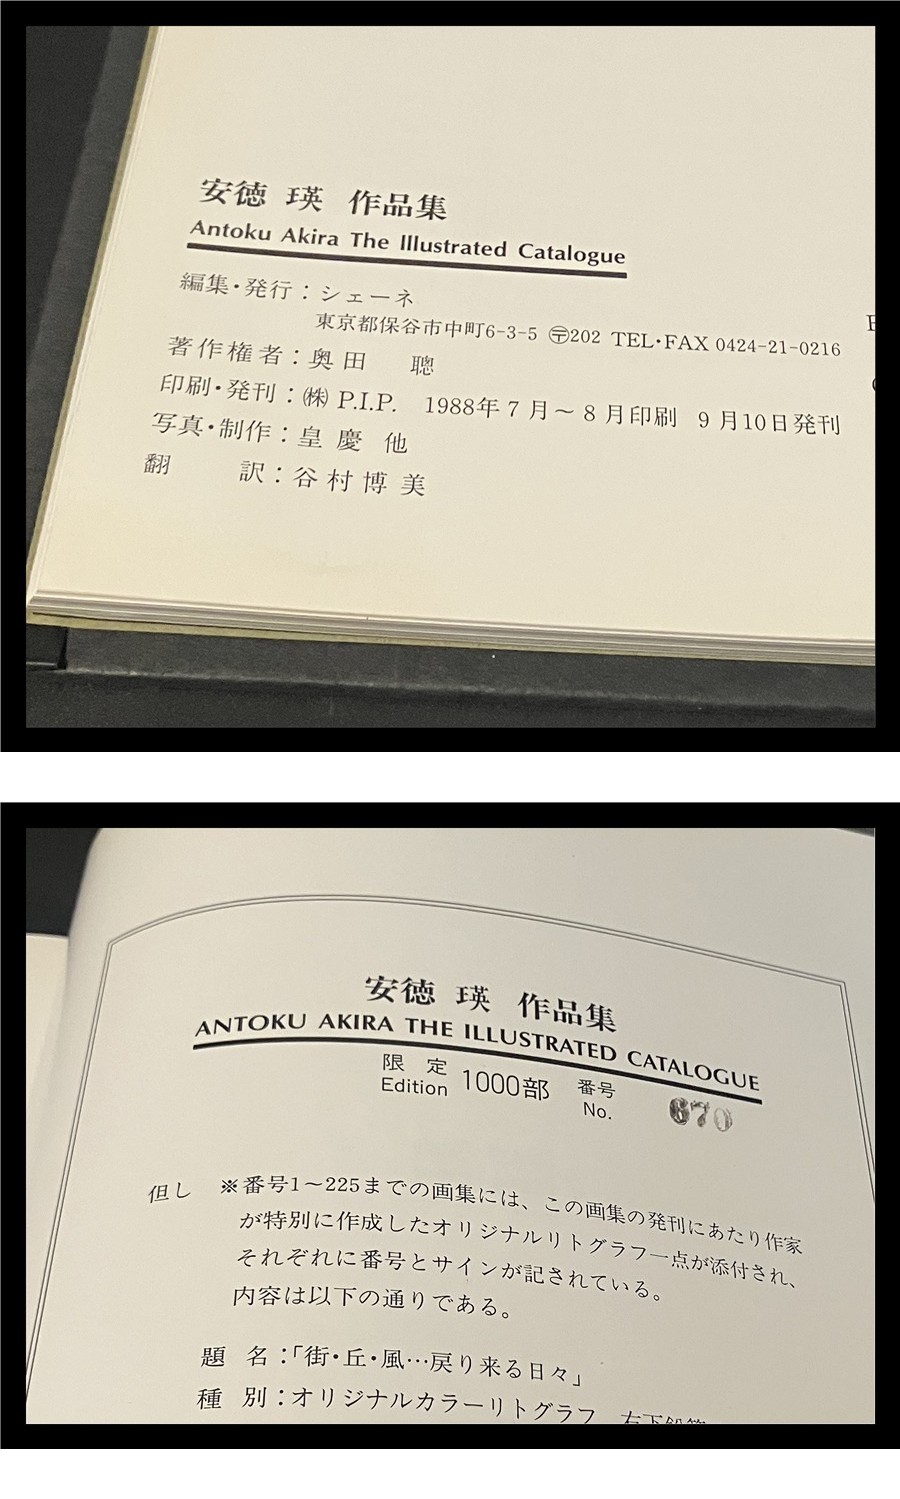 安徳 瑛 作品集
Antoku Akira The Illustrated Catalogue
編集・発行：シェーネ
東京都保谷市中町6-3-5 〶202 TEL・FAX 0424-21-0216
著作権者：奥田 聰
印刷・発刊：㈱ P.I.P. 1988年7月～8月印刷 9月10日発刊
写真・制作：皇慶 他
翻訳：谷村博美
安徳 瑛 作品集
ANTOKU AKIRA THE ILLUSTRATED CATALOGUE
限定 1000部 番号
Edition No. 670
但し ※番号1～225までの画集には、この画集の発刊にあたり作家
が特別に作成したオリジナルリトグラフ一点が添付され、
それぞれに番号とサインが記されている。
内容は以下の通りである。
題 名：「街・丘・風…戻り来る日々」
種 別：オリジナルカラーリトグラフ